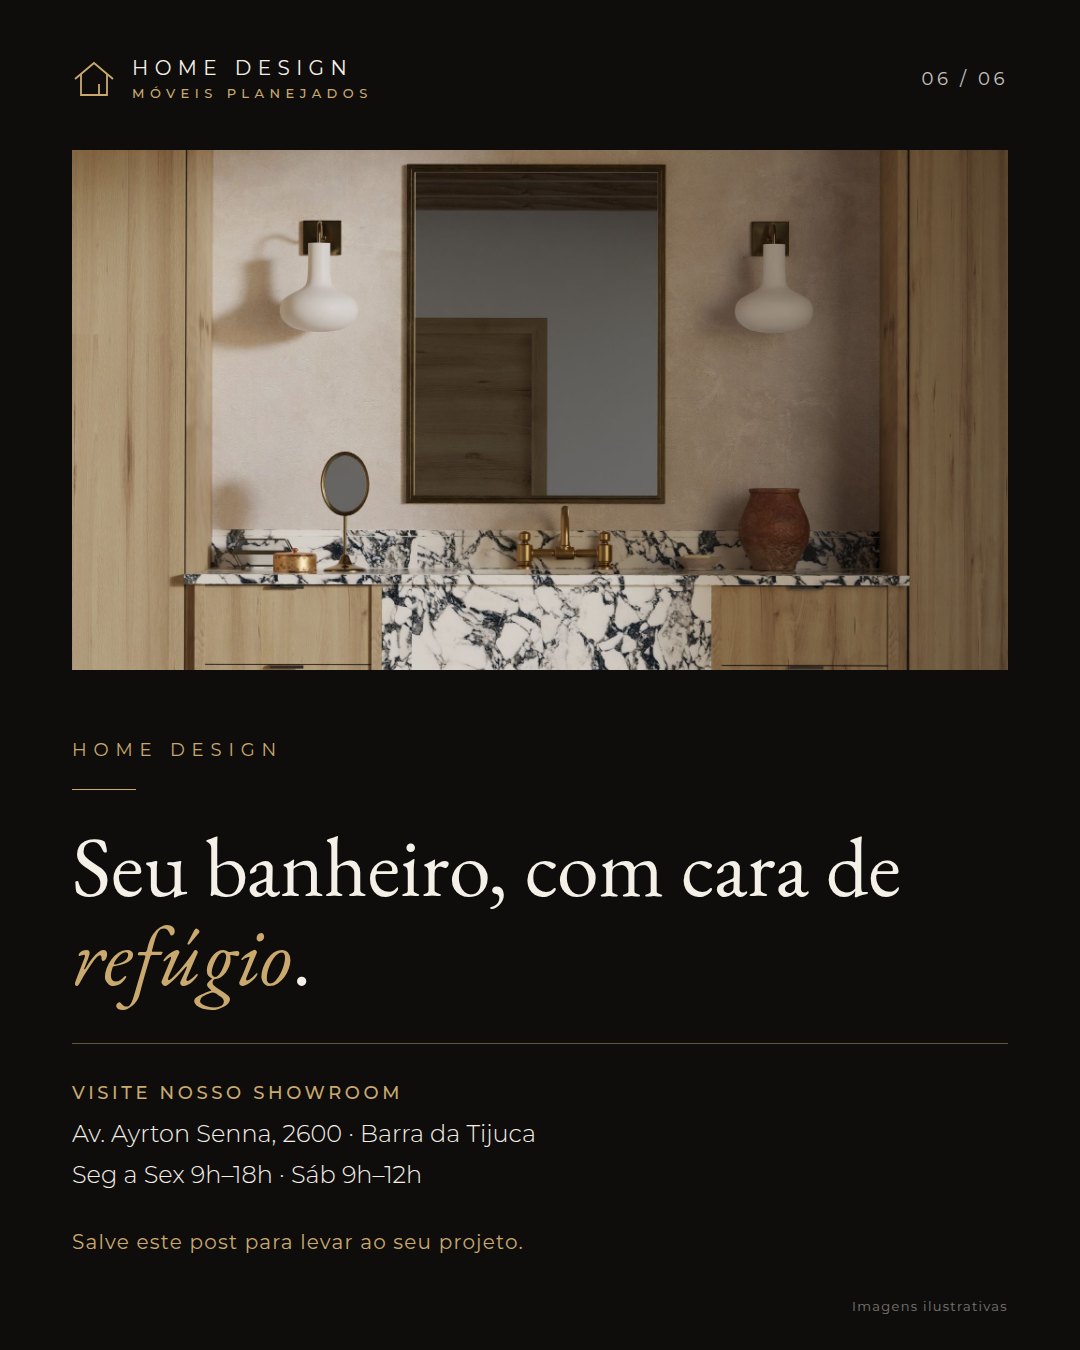 HOME DESIGN
MÓVEIS PLANEJADOS
06 / 06
HOME DESIGN
Seu banheiro, com cara de
refúgio.
VISITE NOSSO SHOWROOM
Av. Ayrton Senna, 2600 · Barra da Tijuca
Seg a Sex 9h–18h · Sáb 9h–12h
Salve este post para levar ao seu projeto.
Imagens ilustrativas